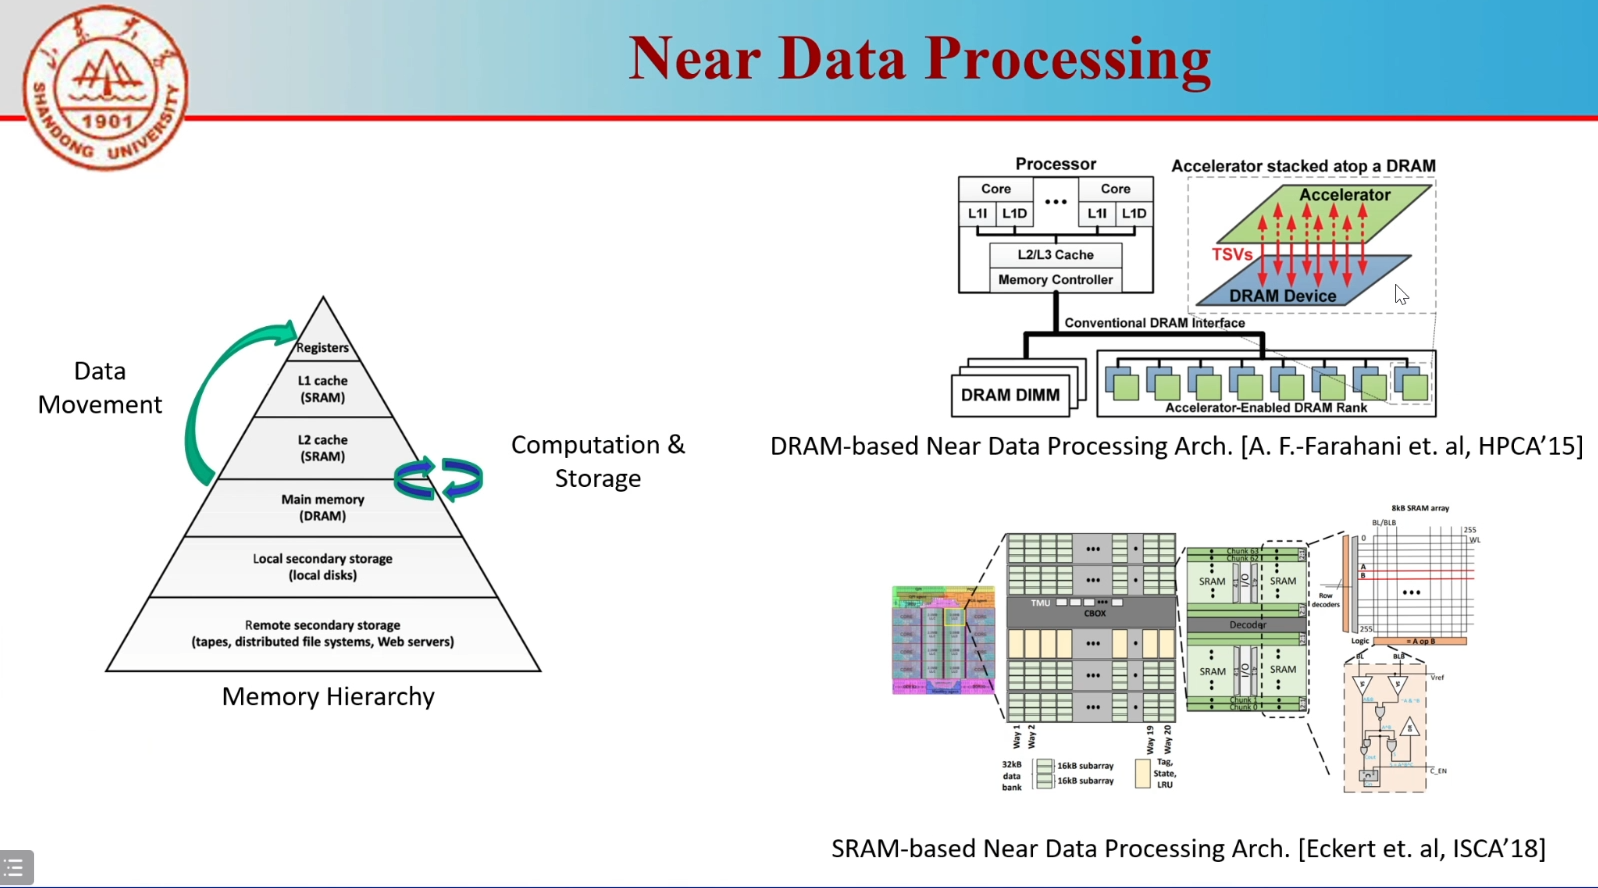 Near Data Processing
SHANDONG UNIVERSITY
1901
Data
Movement
Registers
L1 cache
(SRAM)
L2 cache
(SRAM)
Main memory
(DRAM)
Local secondary storage
(local disks)
Remote secondary storage
(tapes, distributed file systems, Web servers)
Memory Hierarchy
Computation &
Storage
Processor
Core
Core
L1I
L1D
L1I
L1D
L2/L3 Cache
Memory Controller
Accelerator stacked atop a DRAM
Accelerator
TSVs
DRAM Device
Conventional DRAM Interface
DRAM DIMM
Accelerator-Enabled DRAM Rank
DRAM-based Near Data Processing Arch. [A. F.-Farahani et. al, HPCA’15]
TMU
CBOX
Way 1
Way 2
Way 19
Way 20
32kB
data
bank
16kB subarray
16kB subarray
Tag,
State,
LRU
Chunk 63
Chunk 62
SRAM
I/O
SRAM
Decoder
SRAM
I/O
SRAM
Chunk 1
Chunk 0
8kB SRAM array
BL/BLB
0
255
WL
A
B
Row
decoders
255
Logic
= A op B
BL
BLB
Vref
C_EN
SRAM-based Near Data Processing Arch. [Eckert et. al, ISCA’18]